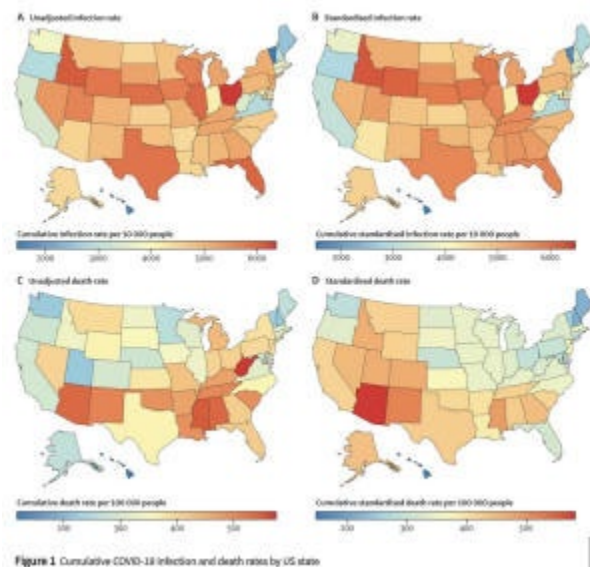 A Unadjusted infection rate
B Standardised infection rate
Cumulative infection rate per 10 000 people
2000 3000 4000 5000 6000
Cumulative standardised infection rate per 10 000 people
2000 3000 4000 5000 6000
C Unadjusted death rate
D Standardised death rate
Cumulative death rate per 100 000 people
200 300 400 500
Cumulative standardised death rate per 100 000 people
200 300 400 500
Figure 1 Cumulative COVID-19 infection and death rates by US state